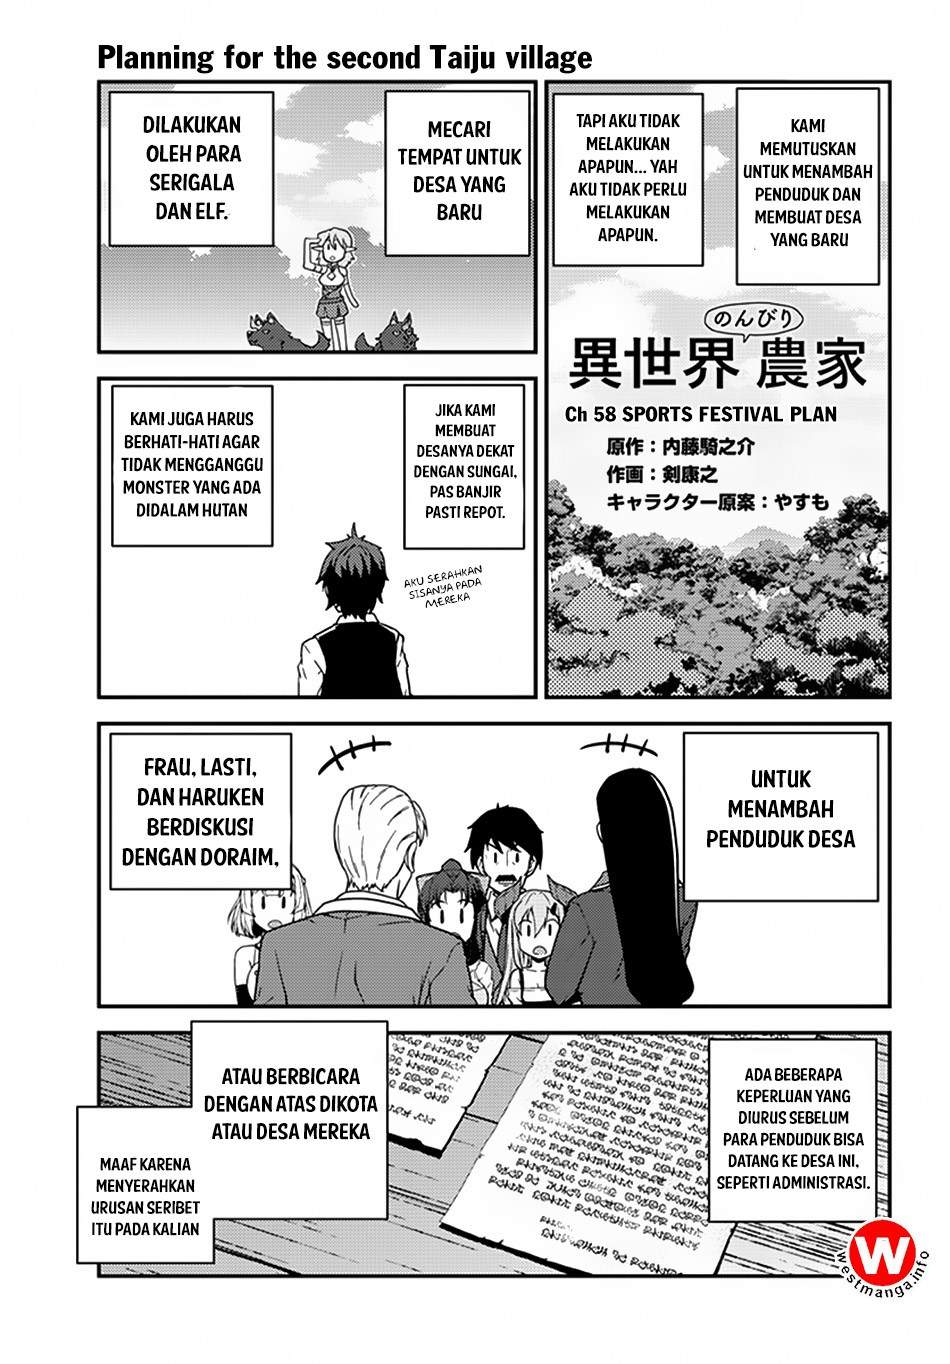 Planning for the second Taiju village
KAMI
MEMUTUSKAN
UNTUK MENAMBAH
PENDUDUK DAN
MEMBUAT DESA
YANG BARU
TAPI AKU TIDAK
MELAKUKAN
APAPUN... YAH
AKU TIDAK PERLU
MELAKUKAN
APAPUN.
のんびり
異世界 農家
Ch 58 SPORTS FESTIVAL PLAN
原作：内藤騎之介
作画：剣康之
キャラクター原案：やすも
MECARI
TEMPAT UNTUK
DESA YANG
BARU
DILAKUKAN
OLEH PARA
SERIGALA
DAN ELF.
JIKA KAMI
MEMBUAT
DESANYA DEKAT
DENGAN SUNGAI,
PAS BANJIR
PASTI REPOT.
KAMI JUGA HARUS
BERHATI-HATI AGAR
TIDAK MENGGANGGU
MONSTER YANG ADA
DIDALAM HUTAN
AKU SERAHKAN
SISANYA PADA
MEREKA
UNTUK
MENAMBAH
PENDUDUK DESA
FRAU, LASTI,
DAN HARUKEN
BERDISKUSI
DENGAN DORAIM,
ADA BEBERAPA
KEPERLUAN YANG
DIURUS SEBELUM
PARA PENDUDUK BISA
DATANG KE DESA INI,
SEPERTI ADMINISTRASI.
ATAU BERBICARA
DENGAN ATAS DIKOTA
ATAU DESA MEREKA
MAAF KARENA
MENYERAHKAN
URUSAN SERIBET
ITU PADA KALIAN
W
westmanga.info